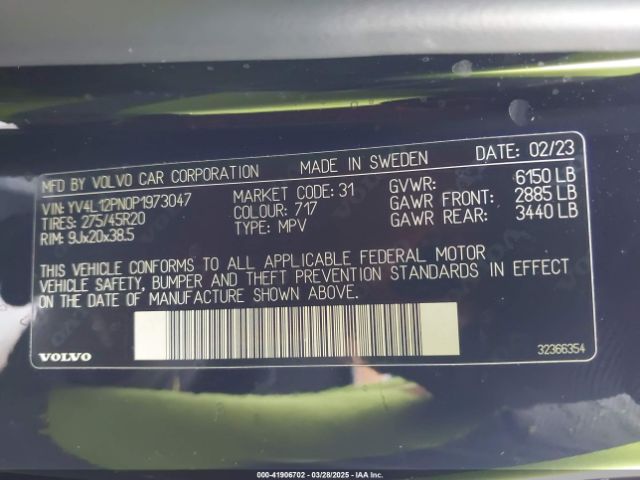 MFD BY VOLVO CAR CORPORATION MADE IN SWEDEN DATE: 02/23
VIN: YV4L12PN0P1973047 MARKET CODE: 31 GVWR: 6150 LB
TIRES: 275/45R20 COLOUR: 717 GAWR FRONT: 2885 LB
RIM: 9Jx20x38.5 TYPE: MPV GAWR REAR: 3440 LB
THIS VEHICLE CONFORMS TO ALL APPLICABLE FEDERAL MOTOR
VEHICLE SAFETY, BUMPER AND THEFT PREVENTION STANDARDS IN EFFECT
ON THE DATE OF MANUFACTURE SHOWN ABOVE.
VOLVO 32366354
000-41906702 - 03/28/2025 - IAA Inc.